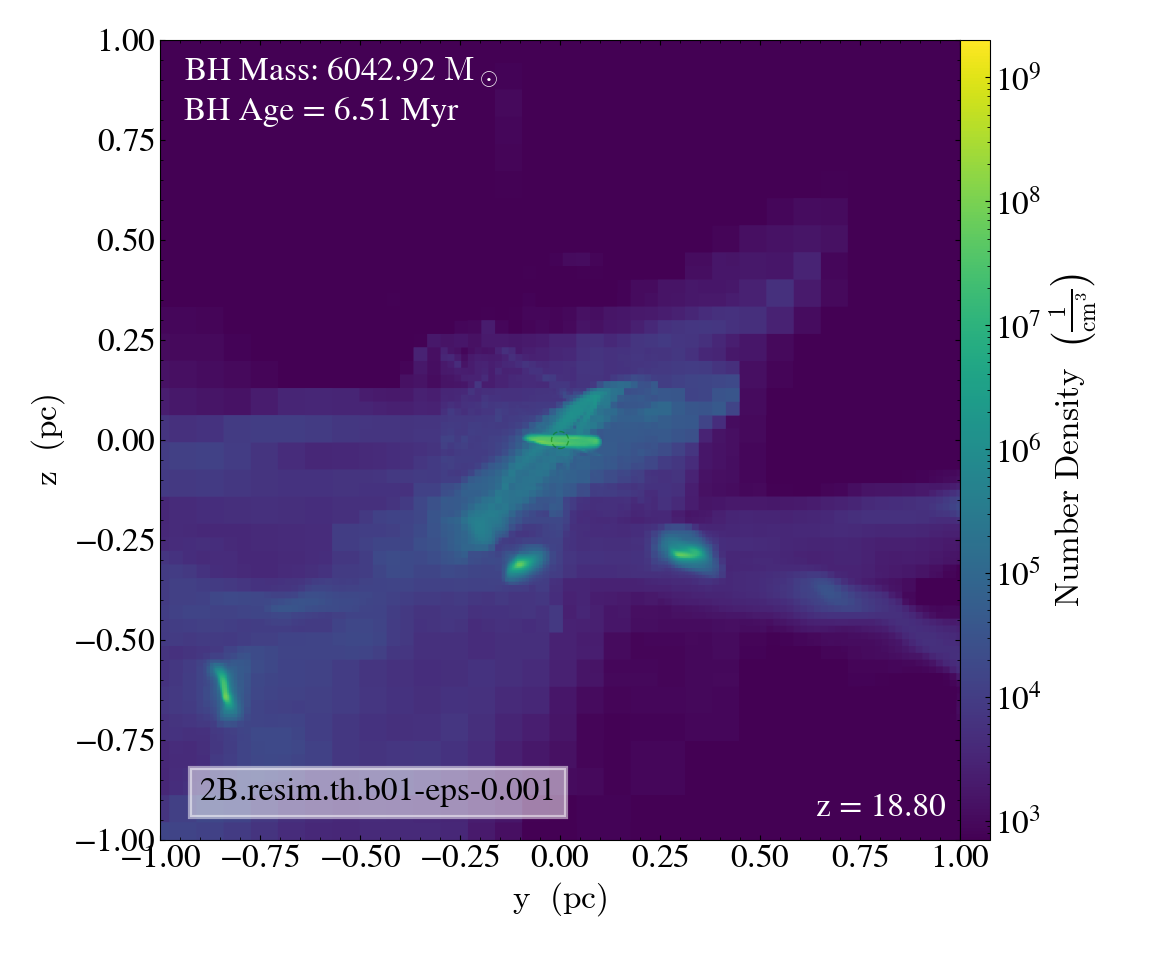 BH Mass: 6042.92 M⊙
BH Age = 6.51 Myr
1.00
0.75
0.50
0.25
0.00
−0.25
−0.50
−0.75
−1.00
z (pc)
2B.resim.th.b01-eps-0.001
z = 18.80
−1.00 −0.75 −0.50 −0.25 0.00 0.25 0.50 0.75 1.00
y (pc)
10⁹
10⁸
10⁷
10⁶
10⁵
10⁴
10³
Number Density (1/cm³)